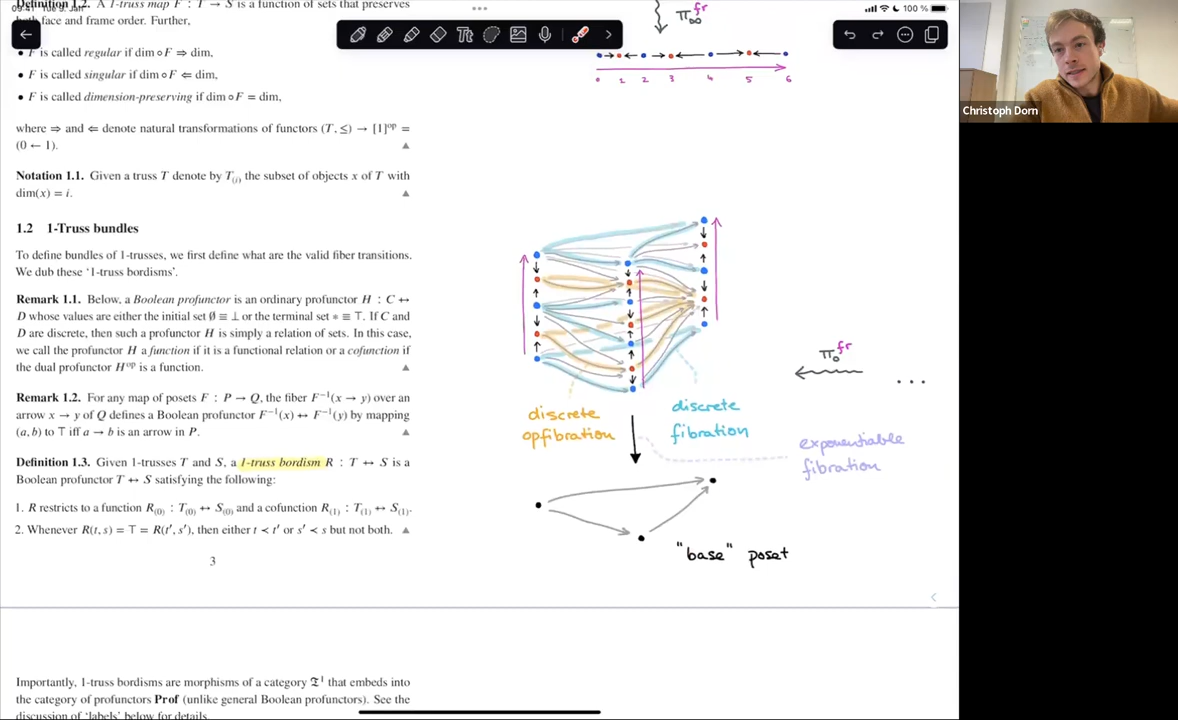 Definition 1.2. A 1-truss map F : T → S is a function of sets that preserves
both face and frame order. Further,
• F is called regular if dim ∘ F ⇒ dim,
• F is called singular if dim ∘ F ⇐ dim,
• F is called dimension-preserving if dim ∘ F = dim,
where ⇒ and ⇐ denote natural transformations of functors (T, ≤) → [1]^op =
(0 ← 1). ▲
Notation 1.1. Given a truss T denote by T_(i) the subset of objects x of T with
dim(x) = i. ▲
1.2 1-Truss bundles
To define bundles of 1-trusses, we first define what are the valid fiber transitions.
We dub these ‘1-truss bordisms’.
Remark 1.1. Below, a Boolean profunctor is an ordinary profunctor H : C ⇸
D whose values are either the initial set ∅ ≡ ⊥ or the terminal set * ≡ ⊤. If C and
D are discrete, then such a profunctor H is simply a relation of sets. In this case,
we call the profunctor H a function if it is a functional relation or a cofunction if
the dual profunctor H^op is a function. ▲
Remark 1.2. For any map of posets F : P → Q, the fiber F⁻¹(x → y) over an
arrow x → y of Q defines a Boolean profunctor F⁻¹(x) ⇸ F⁻¹(y) by mapping
(a, b) to ⊤ iff a → b is an arrow in P. ▲
Definition 1.3. Given 1-trusses T and S, a 1-truss bordism R : T ⇸ S is a
Boolean profunctor T ⇸ S satisfying the following:
1. R restricts to a function R_(0) : T_(0) ⇸ S_(0) and a cofunction R_(1) : T_(1) ⇸ S_(1).
2. Whenever R(t, s) = ⊤ = R(t′, s′), then either t < t′ or s′ < s but not both. ▲
3
Importantly, 1-truss bordisms are morphisms of a category 𝔗¹ that embeds into
the category of profunctors Prof (unlike general Boolean profunctors). See the
discussion of ‘labels’ below for details.
100 %
Tt
π_∞^fr
0 1 2 3 4 5 6
π_0^fr
...
discrete
opfibration
discrete
fibration
exponentiable
fibration
"base" poset
Christoph Dorn